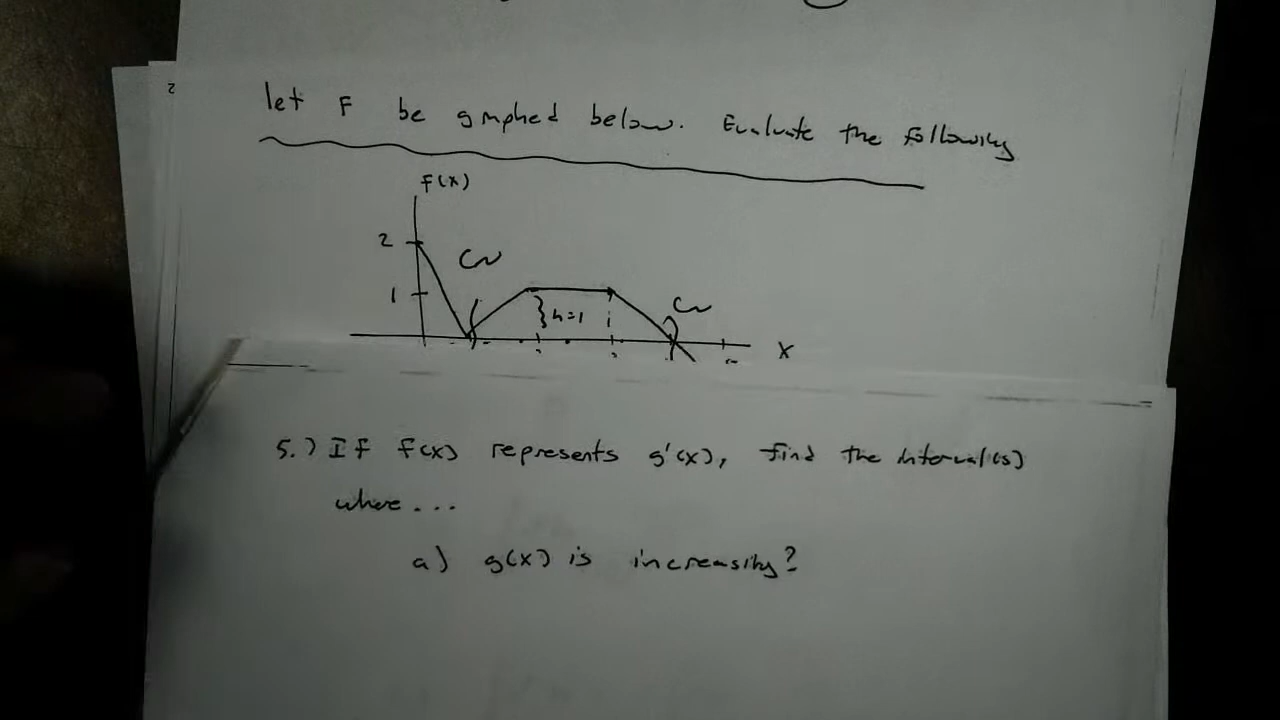 2
let F be graphed below. Evaluate the following
F(x)
2
1
h=1
x
5.) If f(x) represents g'(x), find the interval(s)
where...
a) g(x) is increasing?